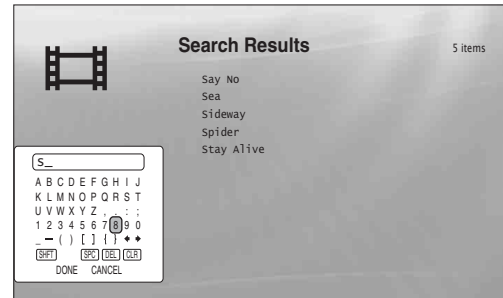 Search Results
5 items
Say No
Sea
Sideway
Spider
Stay Alive
S_
A B C D E F G H I J
K L M N O P Q R S T
U V W X Y Z , . : ;
1 2 3 4 5 6 7 8 9 0
_ – ( ) [ ] { }
SHFT SPC DEL CLR
DONE CANCEL